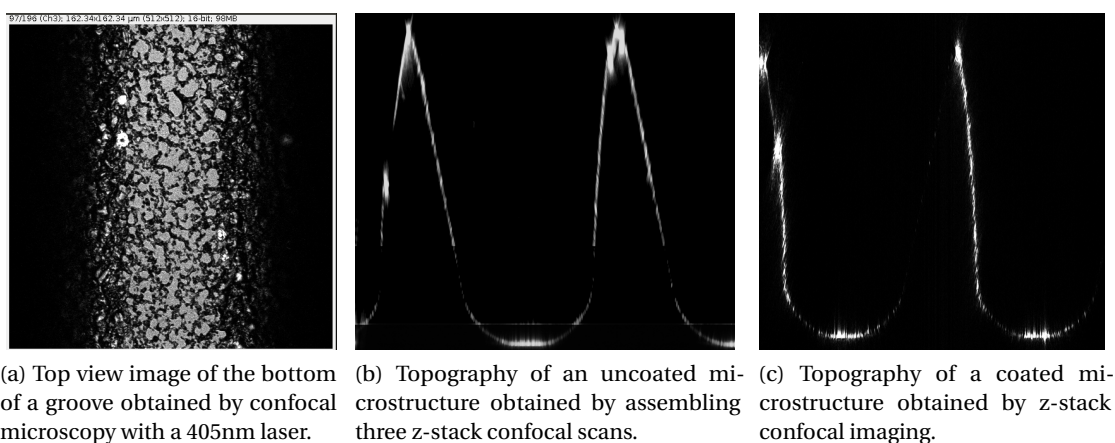 97/196 (Ch3); 162.34x162.34 µm (512x512); 16-bit; 98MB
(a) Top view image of the bottom
of a groove obtained by confocal
microscopy with a 405nm laser.
(b) Topography of an uncoated mi-
crostructure obtained by assembling
three z-stack confocal scans.
(c) Topography of a coated mi-
crostructure obtained by z-stack
confocal imaging.